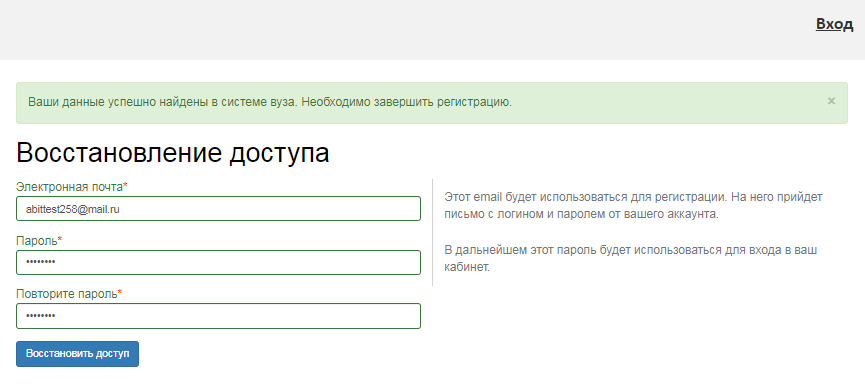 Вход
Ваши данные успешно найдены в системе вуза. Необходимо завершить регистрацию.
×
Восстановление доступа
Электронная почта*
abittest258@mail.ru
Этот email будет использоваться для регистрации. На него прийдет
письмо с логином и паролем от вашего аккаунта.
Пароль*
••••••••
В дальнейшем этот пароль будет использоваться для входа в ваш
кабинет.
Повторите пароль*
••••••••
Восстановить доступ